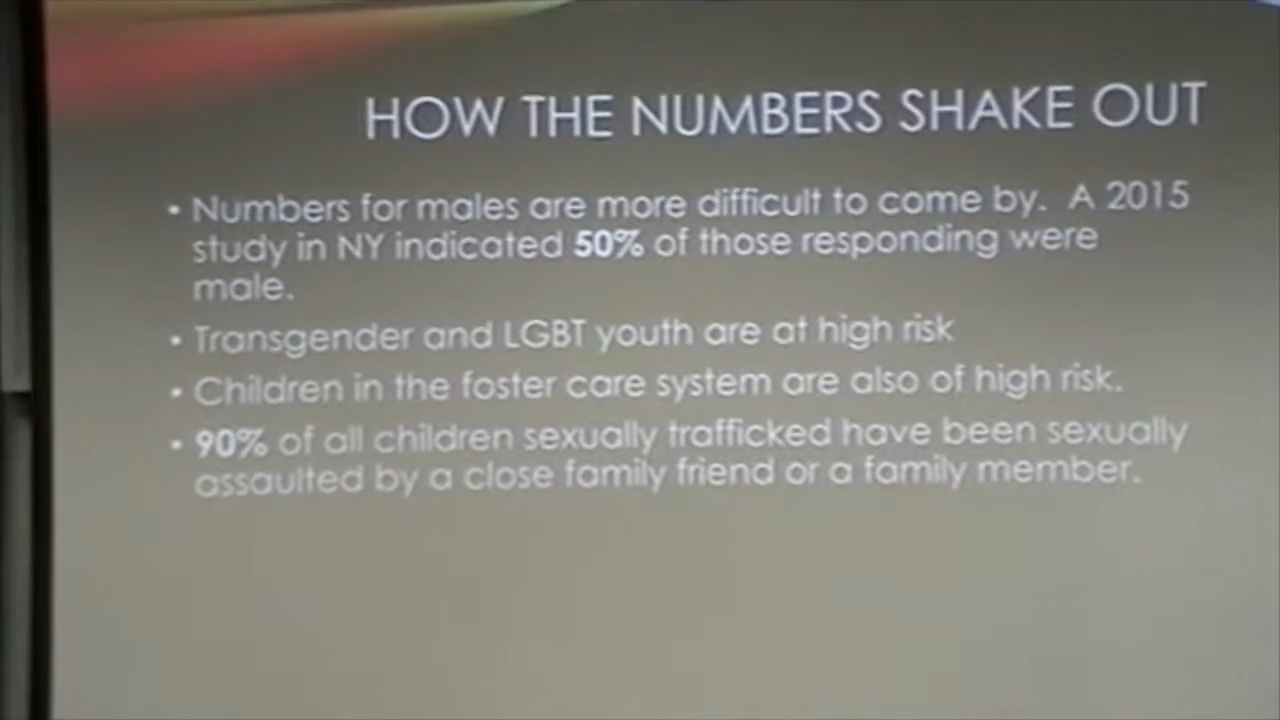 HOW THE NUMBERS SHAKE OUT
• Numbers for males are more difficult to come by. A 2015
study in NY indicated 50% of those responding were
male.
• Transgender and LGBT youth are at high risk
• Children in the foster care system are also of high risk.
• 90% of all children sexually trafficked have been sexually
assaulted by a close family friend or a family member.